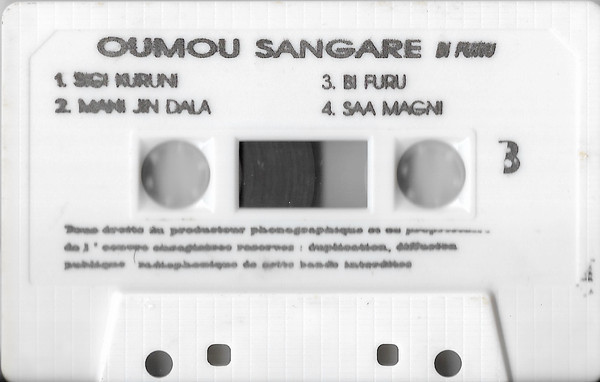 OUMOU SANGARE BI FURU
1. SIGI KURUNI
2. MANI JIN DALA
3. BI FURU
4. SAA MAGNI
B
Tous droits du producteur phonographique et du
de l'oeuvre enregistree reserves : duplication, diffusion
publique radiophonique de cette bande interdites